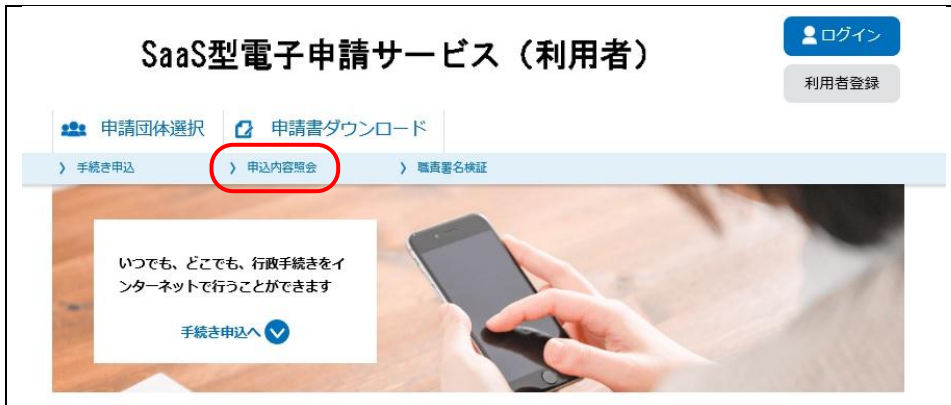 SaaS型電子申請サービス（利用者）
ログイン
利用者登録
申請団体選択
申請書ダウンロード
手続き申込
申込内容照会
職責署名検証
いつでも、どこでも、行政手続きをイ
ンターネットで行うことができます
手続き申込へ